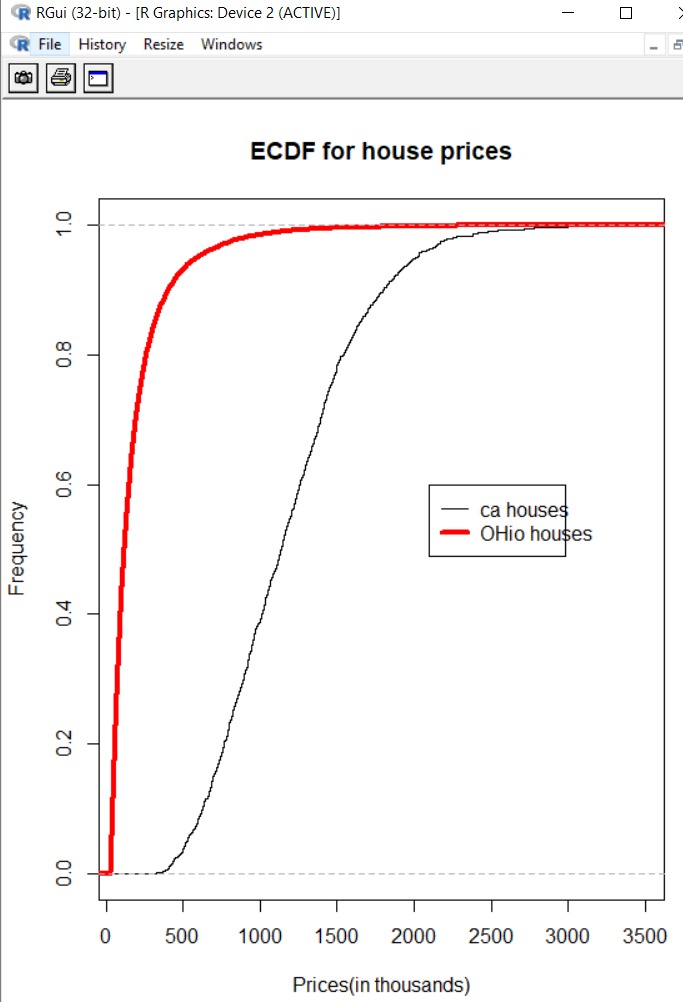 RGui (32-bit) - [R Graphics: Device 2 (ACTIVE)]
File History Resize Windows
ECDF for house prices
Frequency
1.0
0.8
0.6
0.4
0.2
0.0
ca houses
OHio houses
0 500 1000 1500 2000 2500 3000 3500
Prices(in thousands)